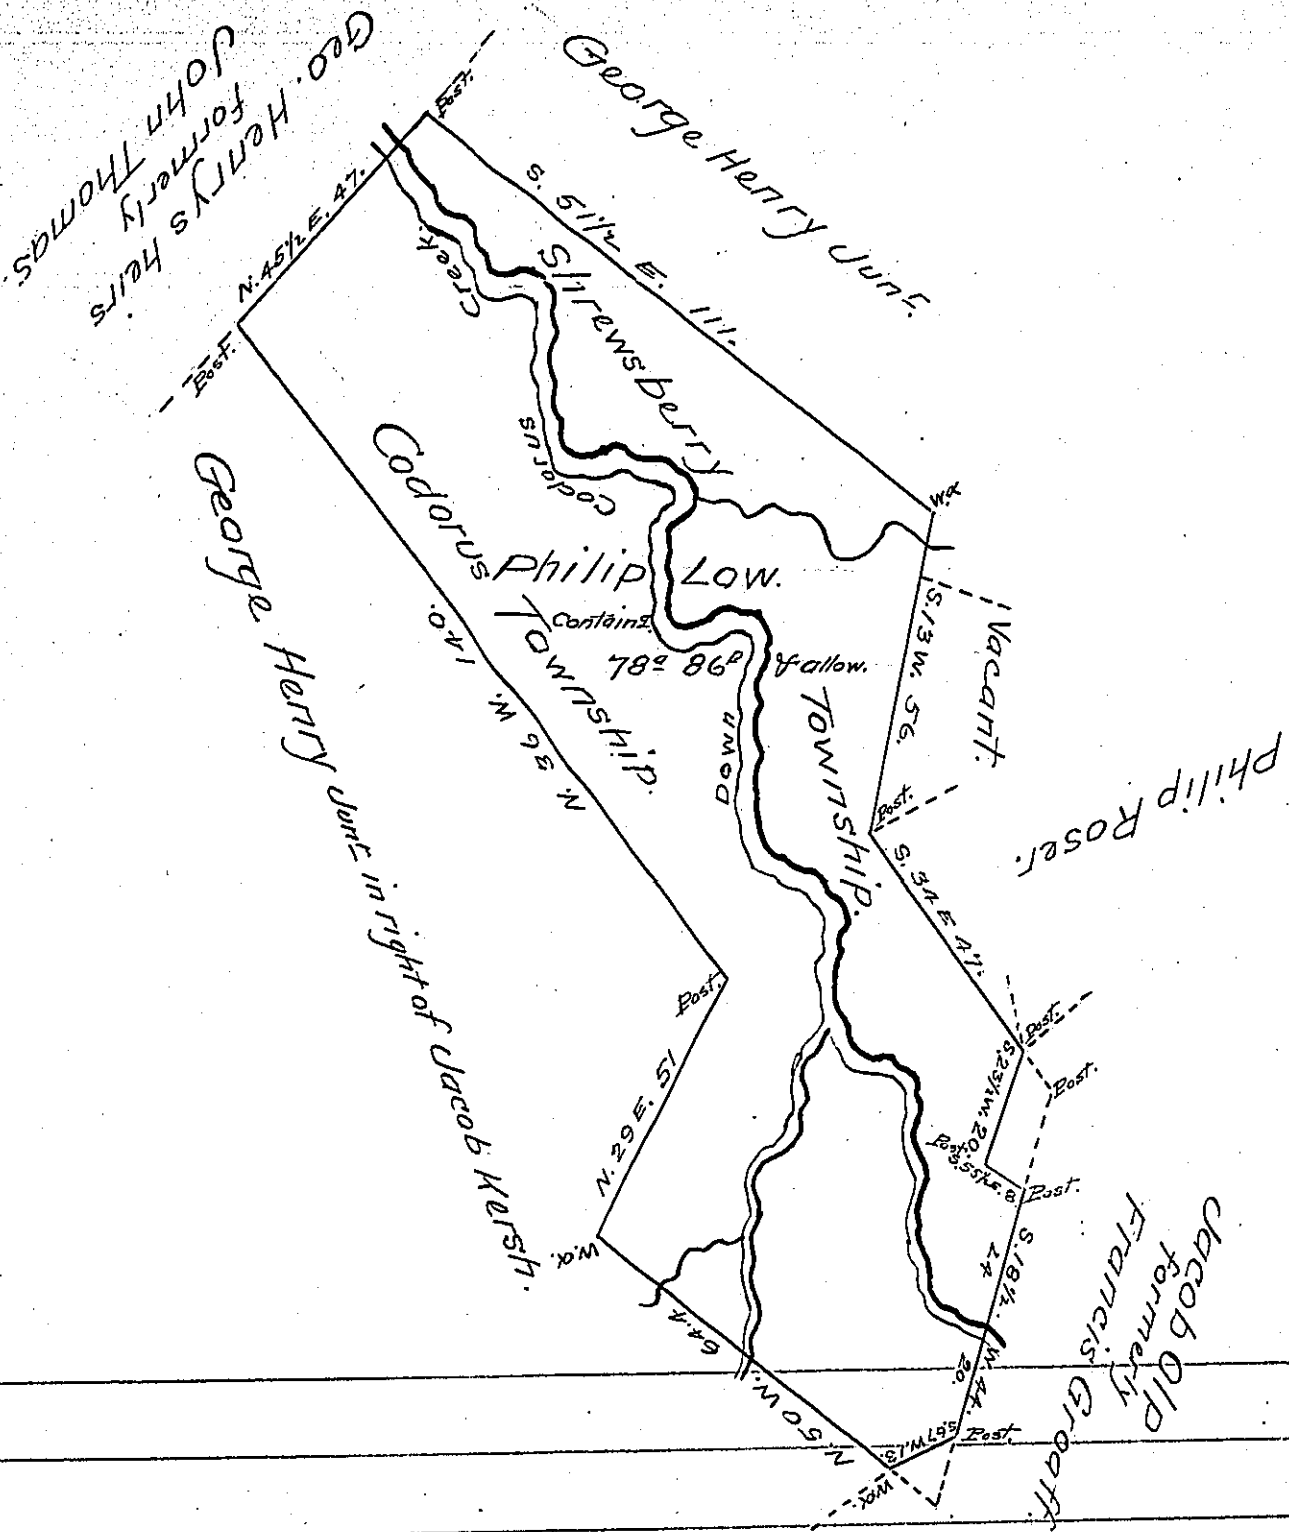 Geo. Henrys heirs
formerly
John Thomas.
George Henry Junr.
Post.
N. 45½ E. 47.
S. 51½ E. 111.
Post.
Creek.
Codorus
Down
Shrewsberry
Township.
Codorus
Township.
Philip Low.
Contains
78a 86p & allow.
W.o.
S. 13 W. 56.
Vacant.
Post.
Philip Roser.
S. 34 E 47.
Post.
Post.
S. 23½ W. 20.
Post.
S. 55½ E. 8
Post.
S. 18½ W. 44.
24
20.
Jacob Olp
formerly
Francis Groaff.
Post.
S. 67 W. 13.
W.o.
N. 50 W. 64.4
W.o.
N. 29 E. 51
Post.
N. 36 W. 140.
George Henry Junr. in right of Jacob Kersh.